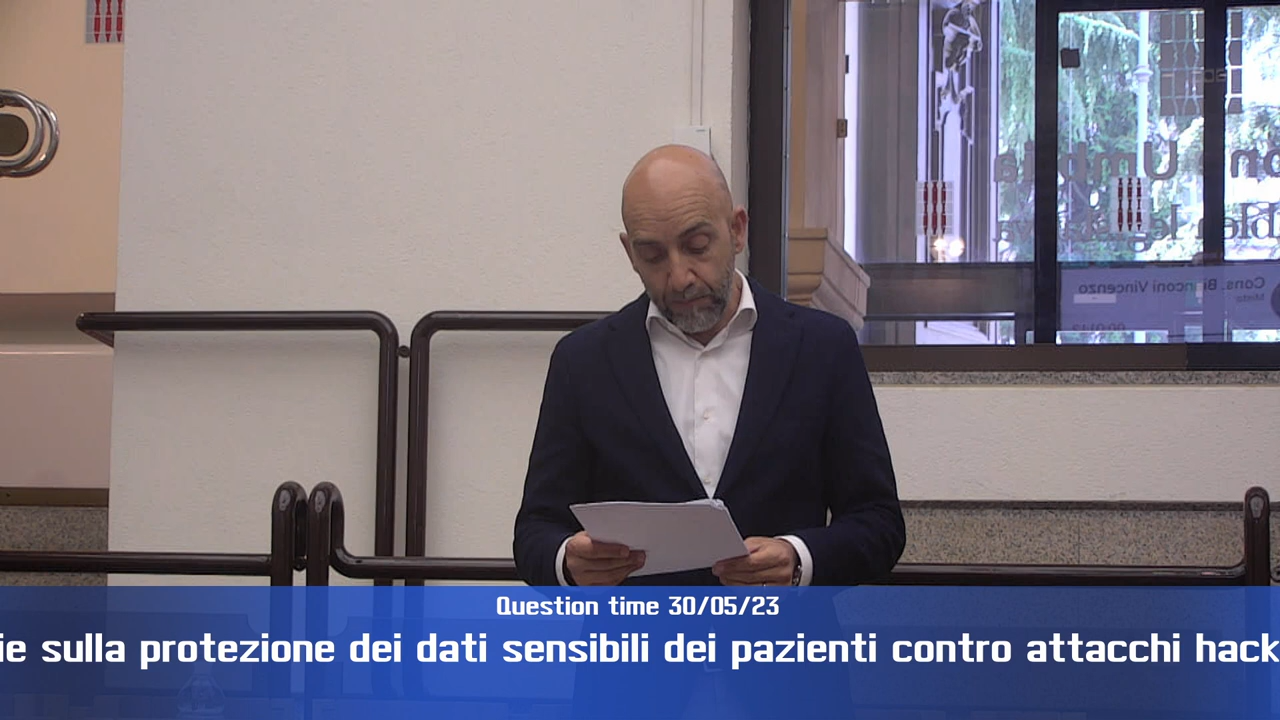 Cons. Bianconi Vincenzo
Misto
Question time 30/05/23
ie sulla protezione dei dati sensibili dei pazienti contro attacchi hack